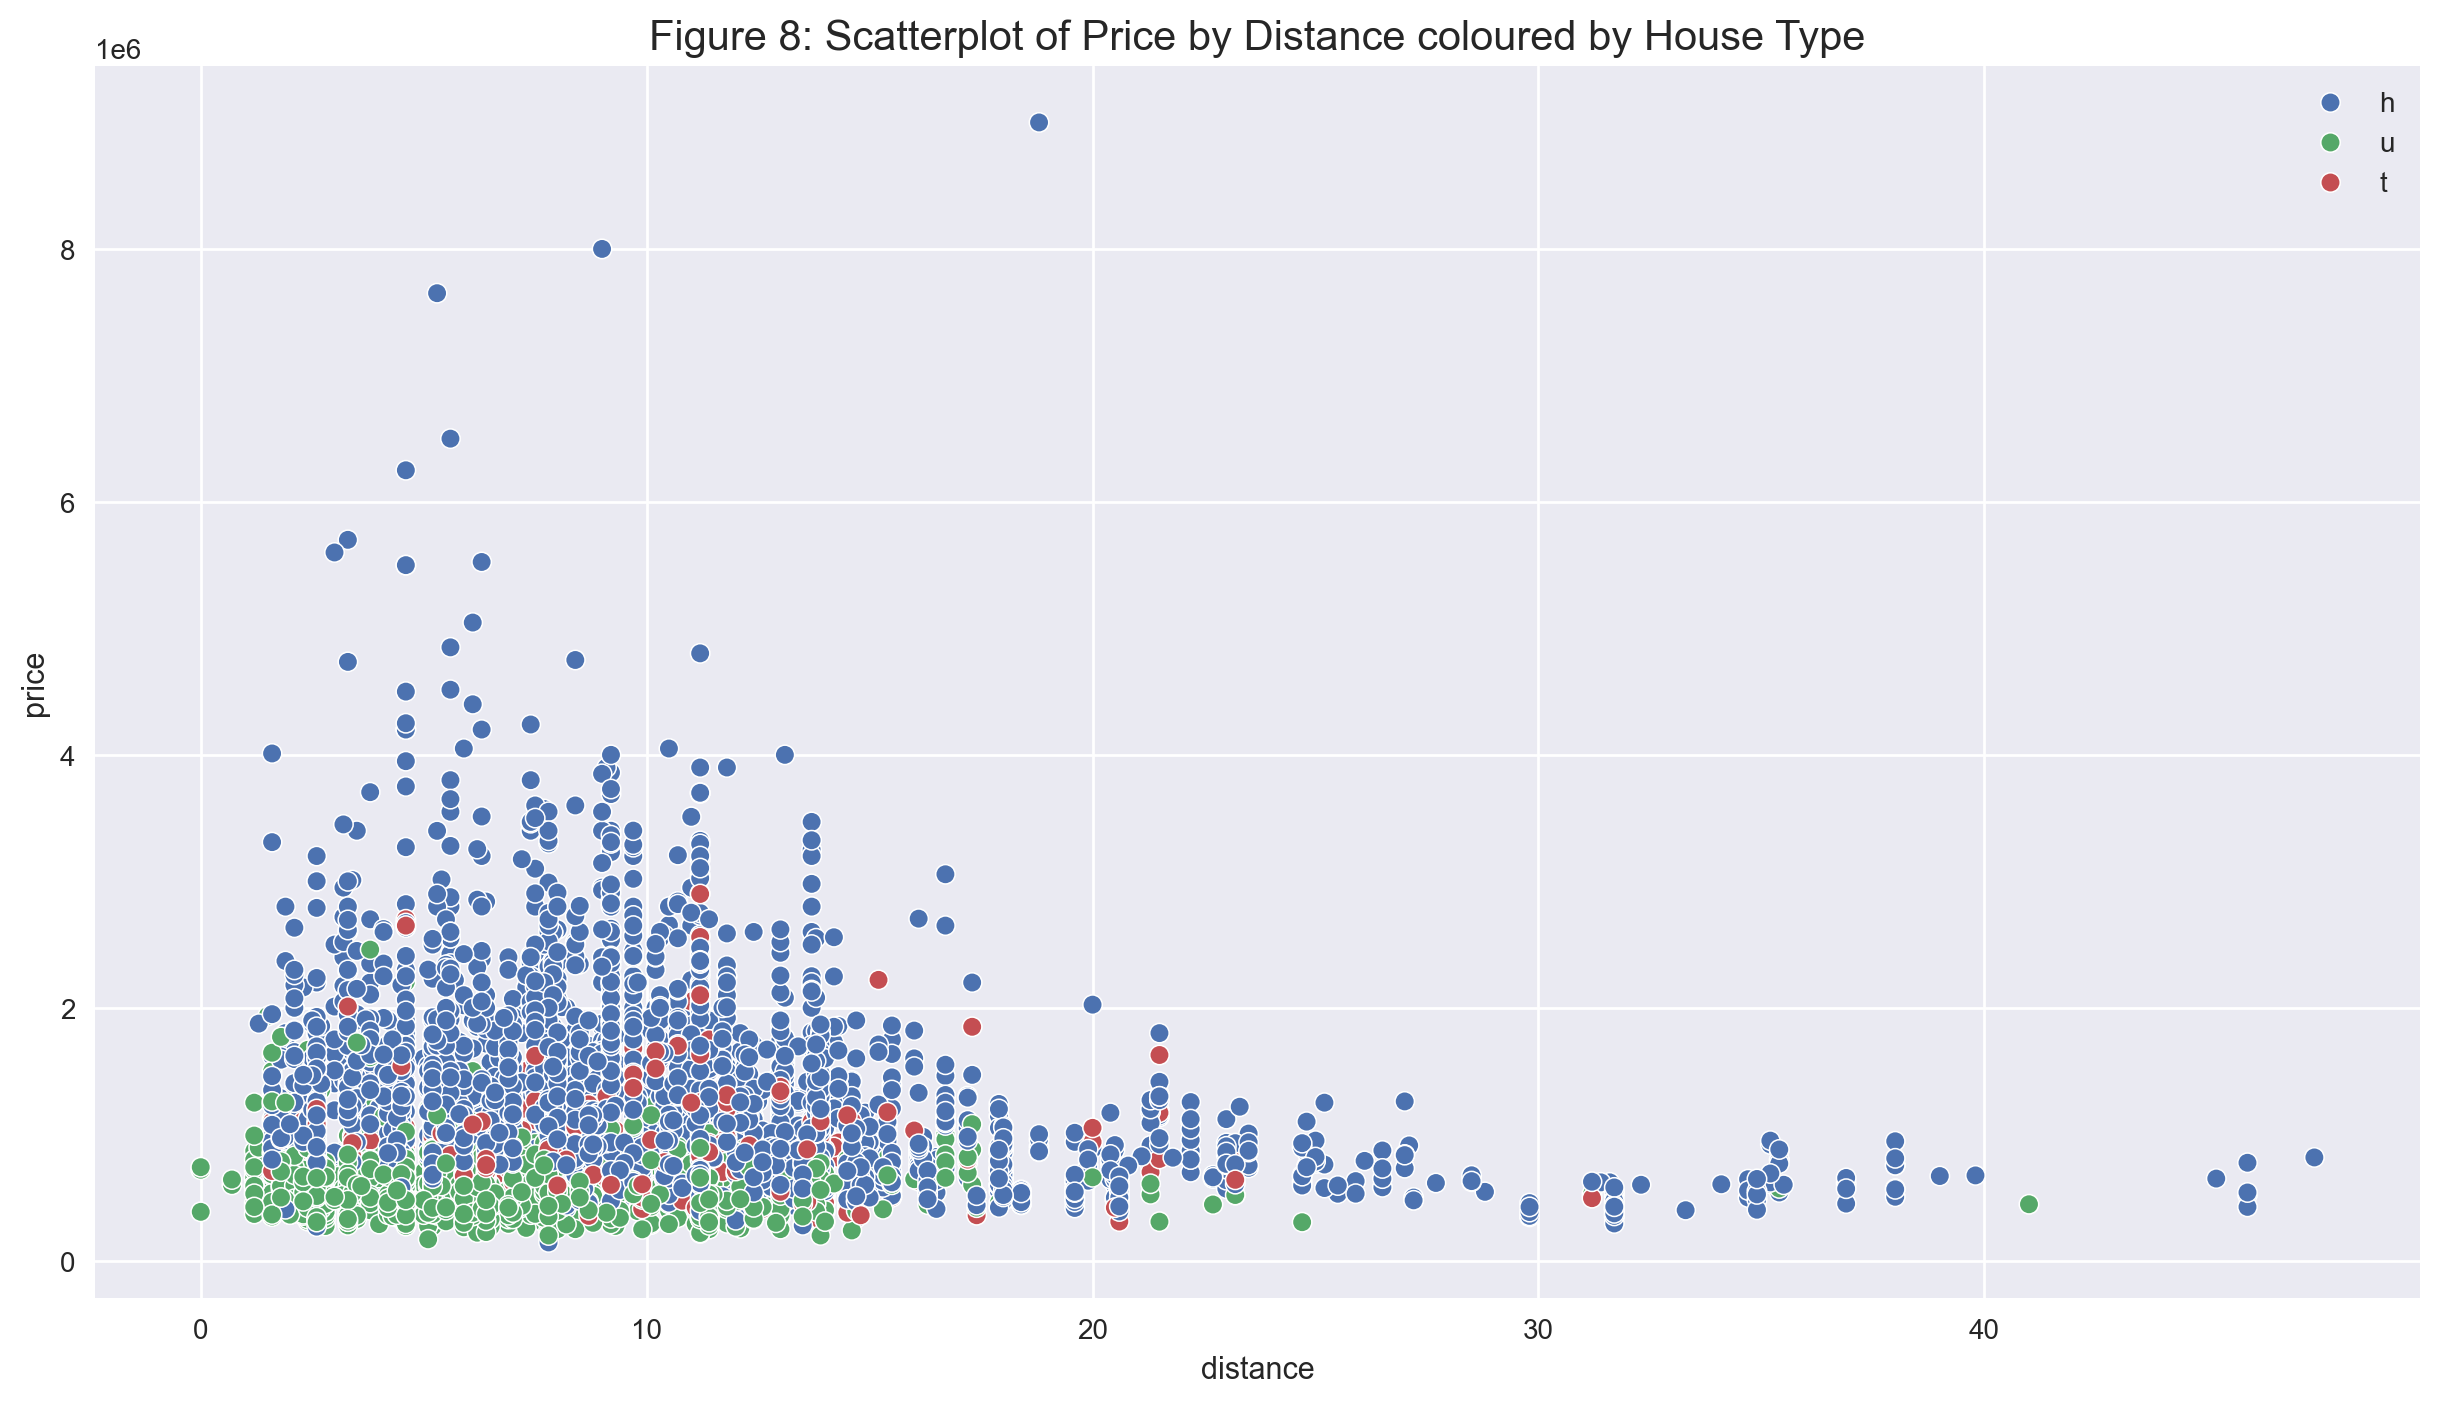 Figure 8: Scatterplot of Price by Distance coloured by House Type
1e6
h
u
t
8
6
4
2
0
price
0 10 20 30 40
distance